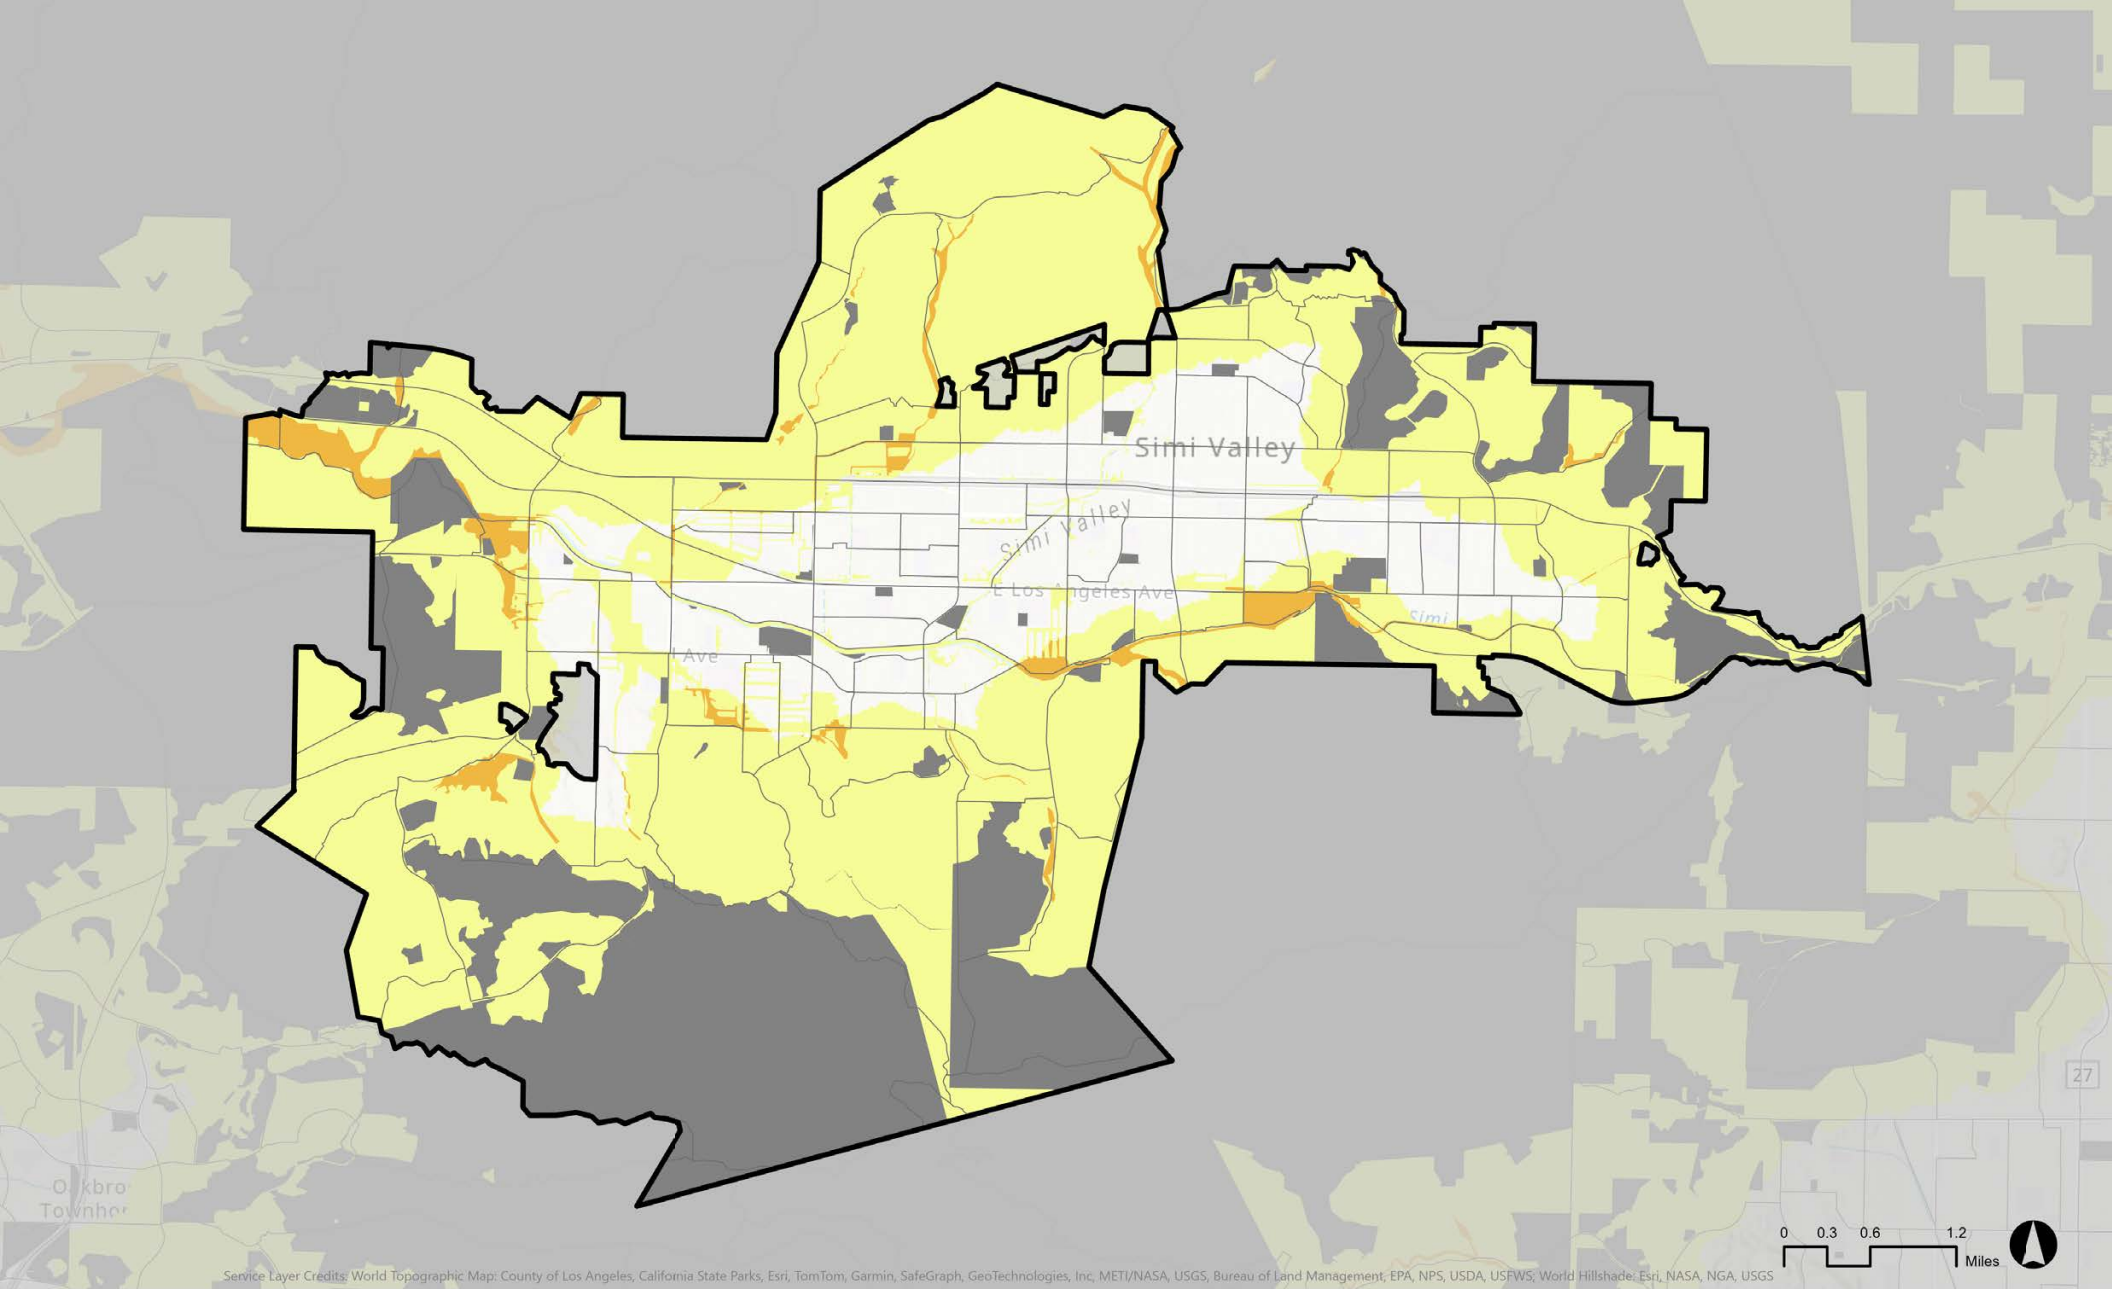 Simi Valley
Simi Valley
E Los Angeles Ave
Simi
Ave
27
0 0.3 0.6 1.2
Miles
Service Layer Credits: World Topographic Map: County of Los Angeles, California State Parks, Esri, TomTom, Garmin, SafeGraph, GeoTechnologies, Inc, METI/NASA, USGS, Bureau of Land Management, EPA, NPS, USDA, USFWS; World Hillshade: Esri, NASA, NGA, USGS